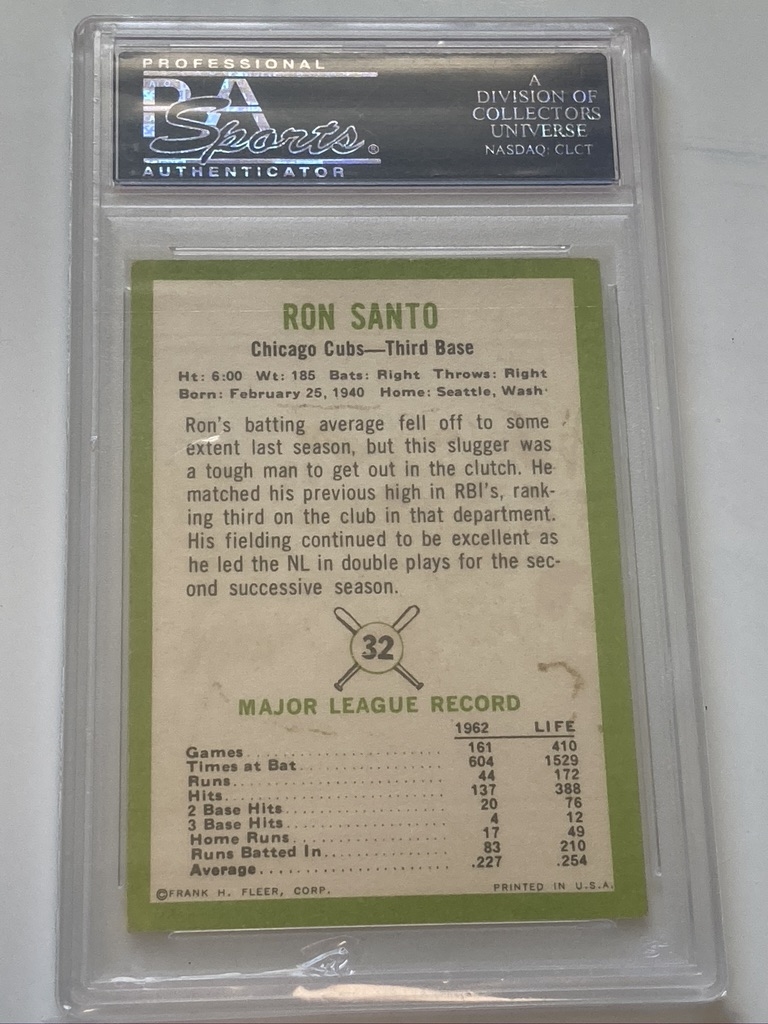 PROFESSIONAL
PSA
Sports®
AUTHENTICATOR
A
DIVISION OF
COLLECTORS
UNIVERSE
NASDAQ: CLCT
RON SANTO
Chicago Cubs—Third Base
Ht: 6:00 Wt: 185 Bats: Right Throws: Right
Born: February 25, 1940 Home: Seattle, Wash.
Ron's batting average fell off to some
extent last season, but this slugger was
a tough man to get out in the clutch. He
matched his previous high in RBI's, rank-
ing third on the club in that department.
His fielding continued to be excellent as
he led the NL in double plays for the sec-
ond successive season.
32
MAJOR LEAGUE RECORD
1962 LIFE
Games 161 410
Times at Bat 604 1529
Runs 44 172
Hits 137 388
2 Base Hits 20 76
3 Base Hits 4 12
Home Runs 17 49
Runs Batted In 83 210
Average .227 .254
©FRANK H. FLEER, CORP. PRINTED IN U.S.A.